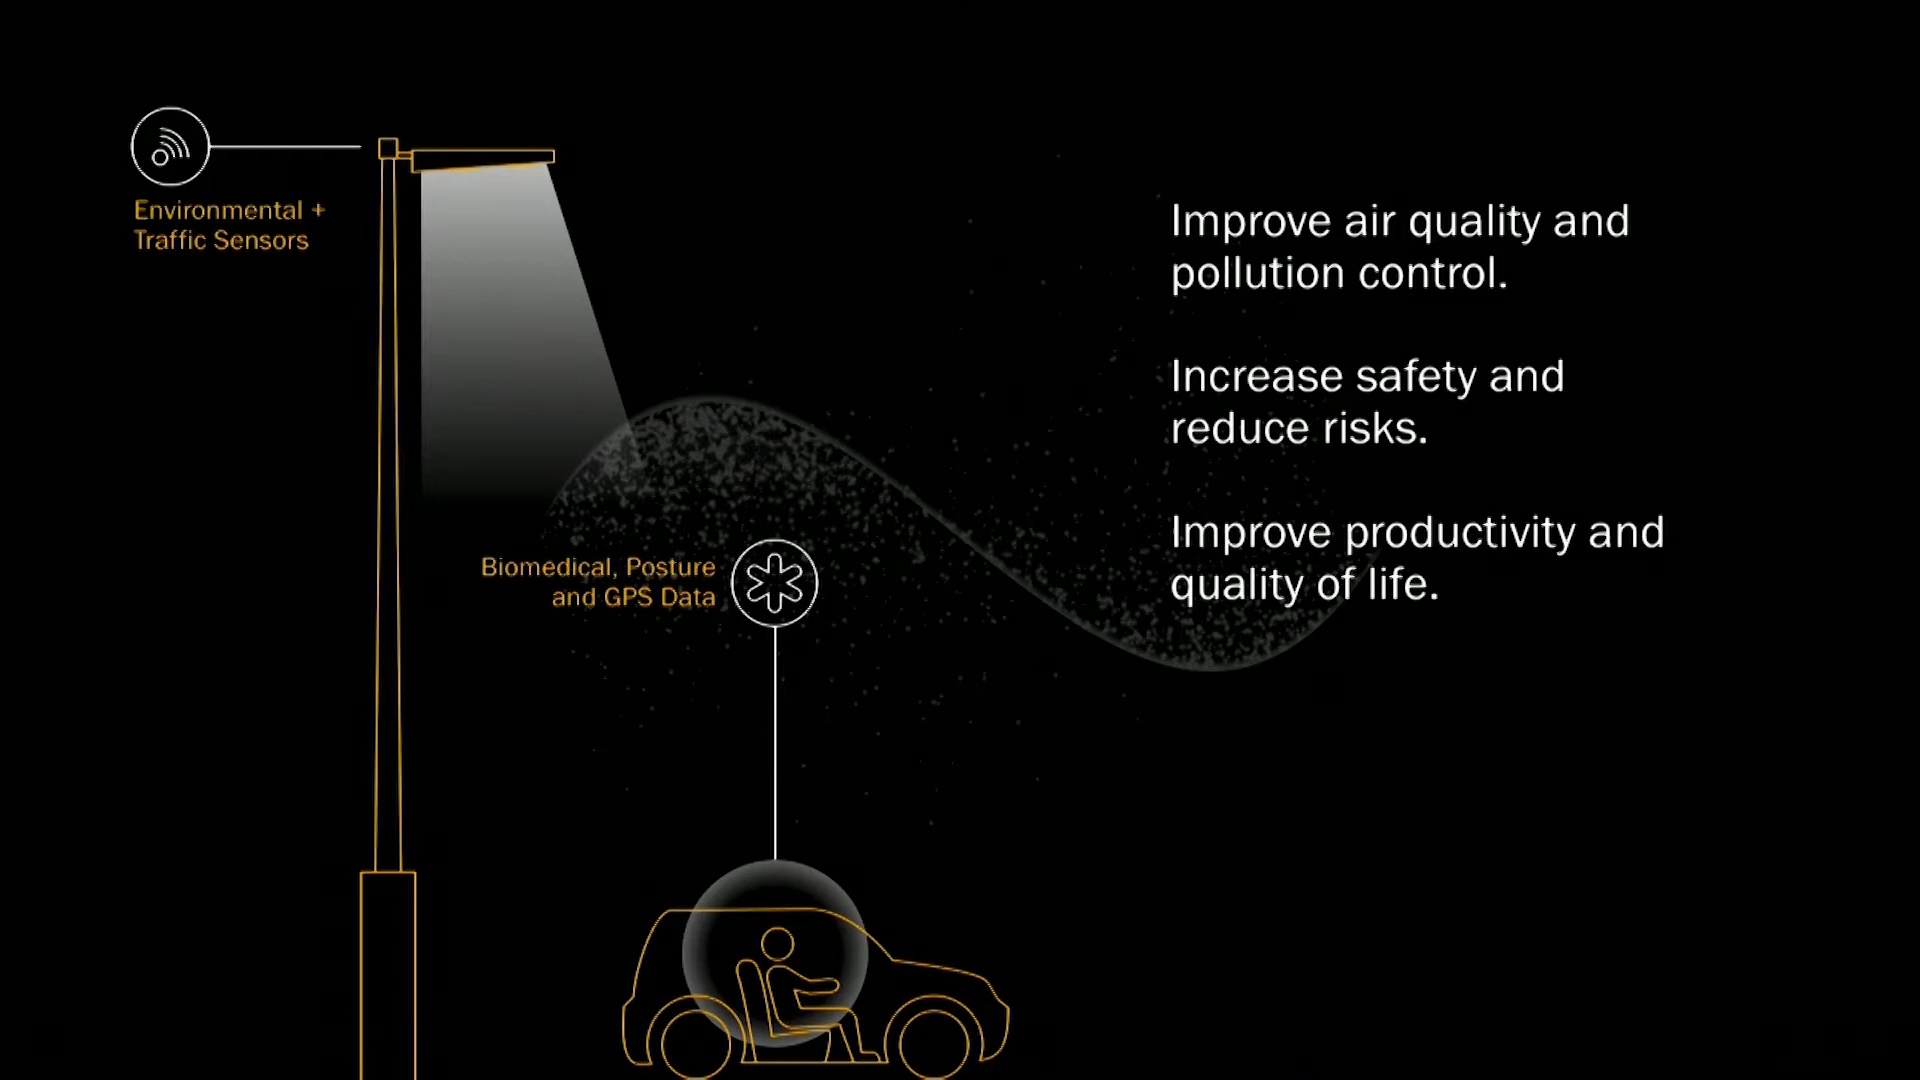 Environmental +
Traffic Sensors
Improve air quality and
pollution control.
Increase safety and
reduce risks.
Improve productivity and
quality of life.
Biomedical, Posture
and GPS Data